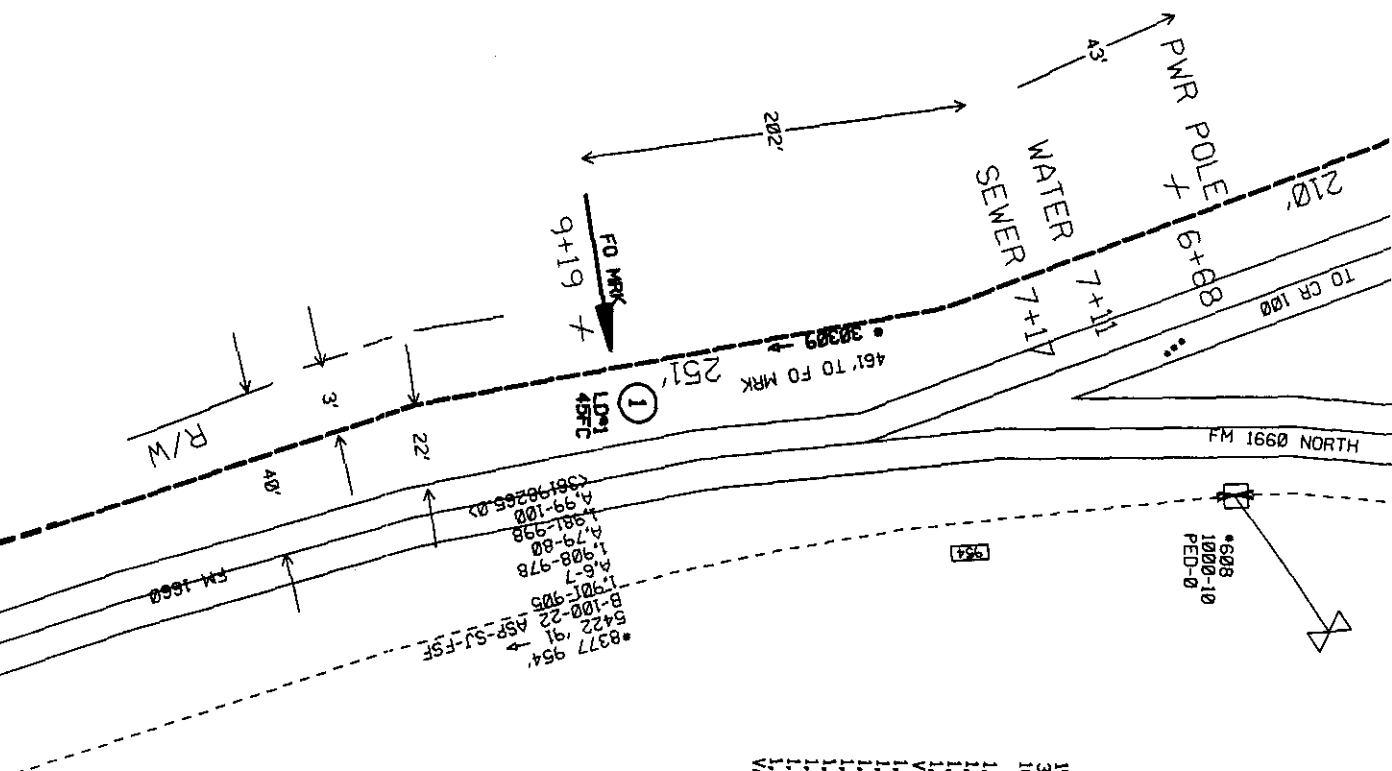 43'
PWR POLE
6+68
210'
202'
WATER
7+11
SEWER
7+17
TO CR 100
FO MRK
9+19
*30309
461' TO FO MRK
251'
1
LD#1
45FC
3'
22'
R/W
40'
FM 1660 NORTH
FM 1660
*608
1000-10
PED-0
954
*8377 954'
5422 '91
B-100-22 ASP-SJ-FSF
1,901-905
A,6-7
1,908-978
A,79-80
1,981-998
A,99-100
<36198265.0>